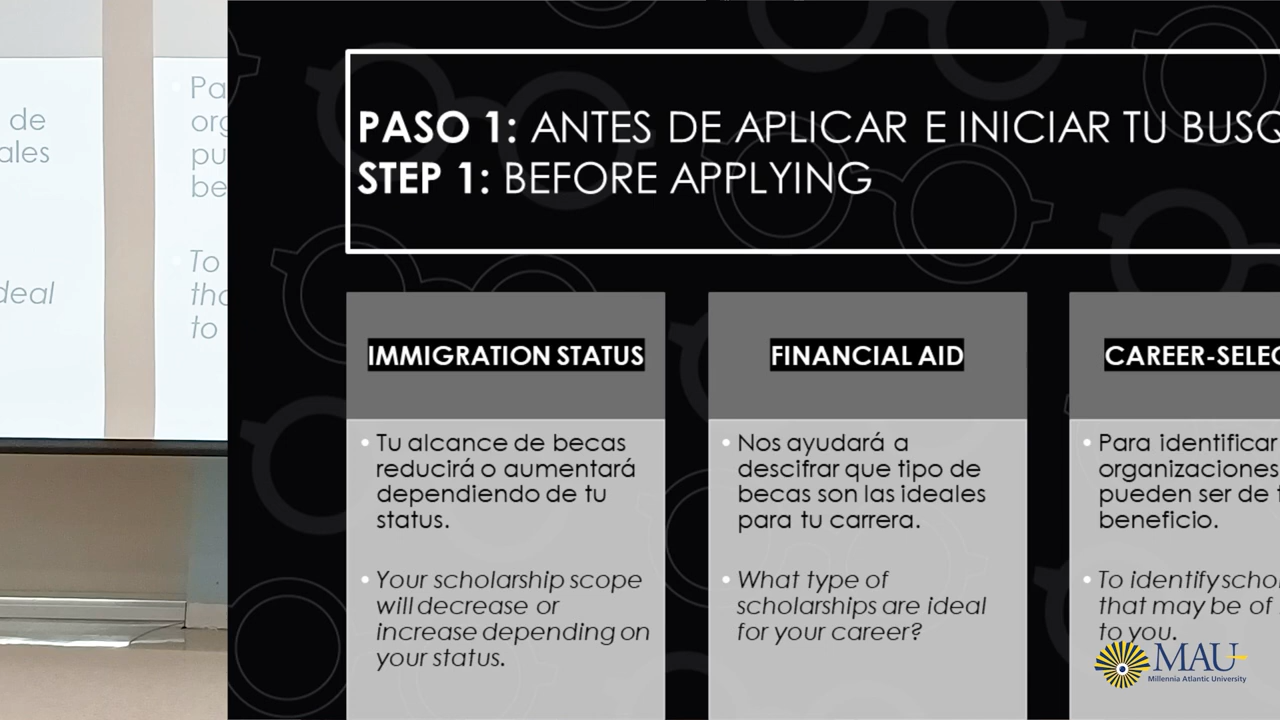 de
ales
deal
To
to
PASO 1: ANTES DE APLICAR E INICIAR TU
STEP 1: BEFORE APPLYING
IMMIGRATION STATUS
Tu alcance de becas
reducirá o aumentará
dependiendo de tu
status.
Your scholarship scope
will decrease or
increase depending on
your status.
FINANCIAL AID
Nos ayudará a
descifrar que tipo de
becas son las ideales
para tu carrera.
What type of
scholarships are ideal
for your career?
CAREER-SELEC
Para identificar
organizaciones
pueden ser de
beneficio.
To identify
that may be of
to you.
MAU
Millennia Atlantic University